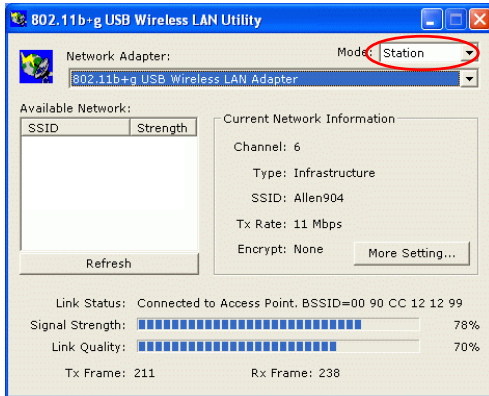 802.11b+g USB Wireless LAN Utility
Network Adapter:
Mode: Station
802.11b+g USB Wireless LAN Adapter
Available Network:
SSID Strength
Refresh
Current Network Information
Channel: 6
Type: Infrastructure
SSID: Allen904
Tx Rate: 11 Mbps
Encrypt: None
More Setting...
Link Status: Connected to Access Point. BSSID=00 90 CC 12 12 99
Signal Strength: 78%
Link Quality: 70%
Tx Frame: 211 Rx Frame: 238